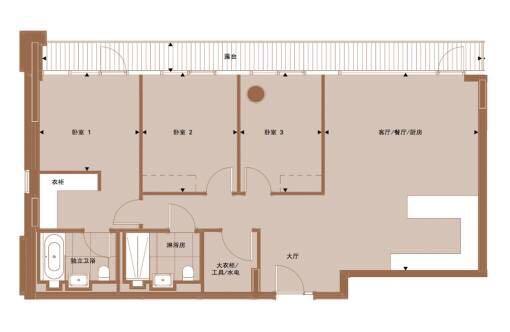 露台
卧室 1
卧室 2
卧室 3
客厅/餐厅/厨房
衣柜
独立卫浴
淋浴房
大衣柜/
工具/水电
大厅